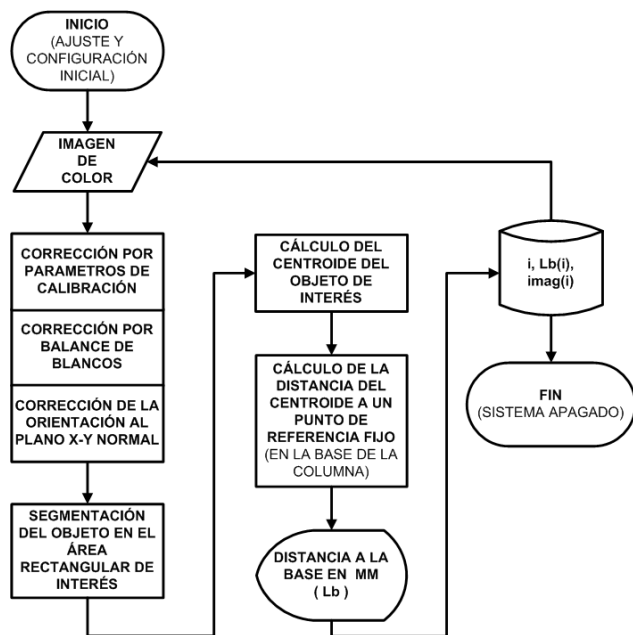 INICIO
(AJUSTE Y
CONFIGURACIÓN
INICIAL)
IMAGEN
DE
COLOR
CORRECCIÓN POR
PARAMETROS DE
CALIBRACIÓN
CORRECCIÓN POR
BALANCE DE
BLANCOS
CORRECCIÓN DE LA
ORIENTACIÓN AL
PLANO X-Y NORMAL
SEGMENTACIÓN
DEL OBJETO EN EL
ÁREA
RECTANGULAR DE
INTERÉS
CÁLCULO DEL
CENTROIDE DEL
OBJETO DE
INTERÉS
CÁLCULO DE LA
DISTANCIA DEL
CENTROIDE A UN
PUNTO DE
REFERENCIA FIJO
(EN LA BASE DE LA
COLUMNA)
DISTANCIA A LA
BASE EN MM
( Lb )
i, Lb(i),
imag(i)
FIN
(SISTEMA APAGADO)